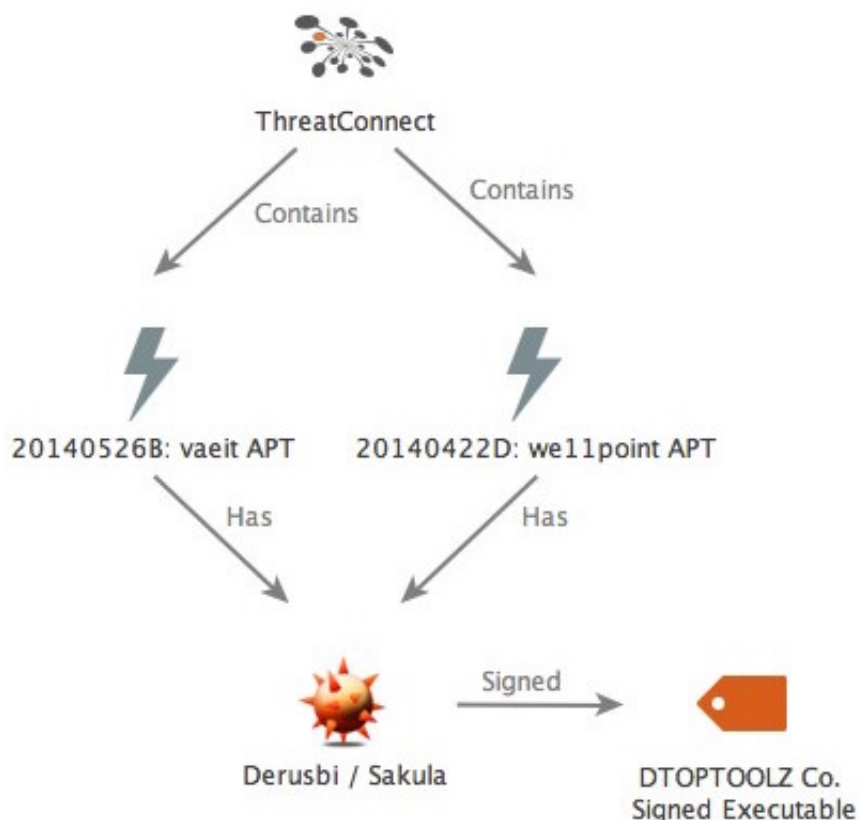 ThreatConnect
Contains
Contains
20140526B: vaeit APT
20140422D: we11point APT
Has
Has
Signed
Derusbi / Sakula
DTOPTOOLZ Co.
Signed Executable